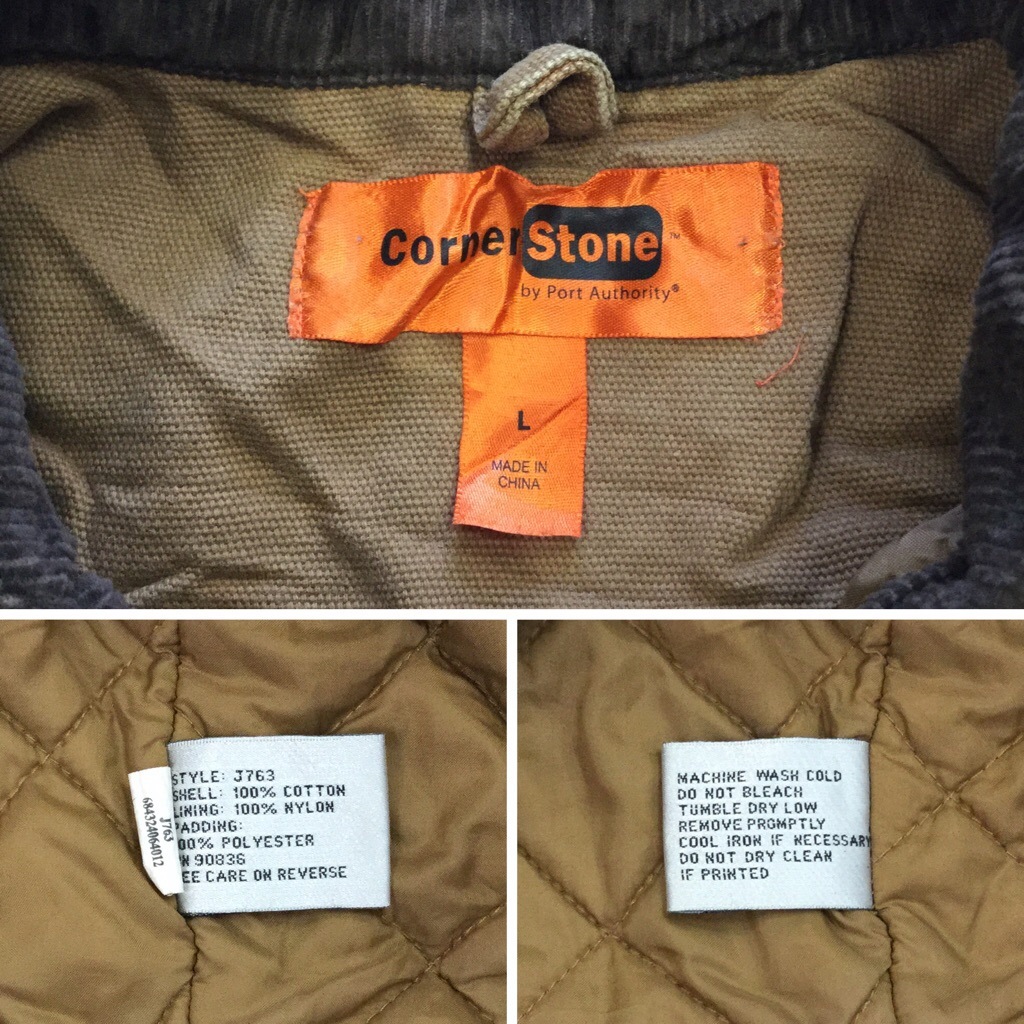 CornerStone™
by Port Authority®
L
MADE IN
CHINA
J763
684324064012
STYLE: J763
SHELL: 100% COTTON
LINING: 100% NYLON
PADDING:
00% POLYESTER
N 90836
EE CARE ON REVERSE
MACHINE WASH COLD
DO NOT BLEACH
TUMBLE DRY LOW
REMOVE PROMPTLY
COOL IRON IF NECESSARY
DO NOT DRY CLEAN
IF PRINTED